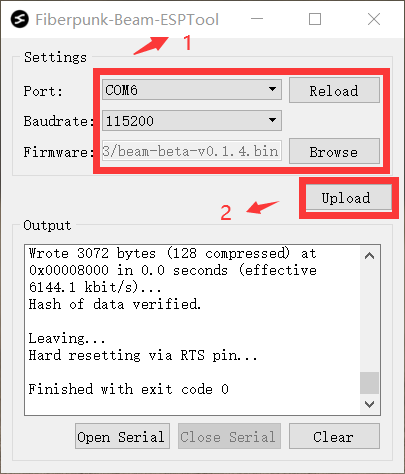 Fiberpunk-Beam-ESPTool
1
Settings
Port: COM6 Reload
Baudrate: 115200
Firmware: 3/beam-beta-v0.1.4.bin Browse
2 Upload
Output
Wrote 3072 bytes (128 compressed) at
0x00008000 in 0.0 seconds (effective
6144.1 kbit/s)...
Hash of data verified.
Leaving...
Hard resetting via RTS pin...
Finished with exit code 0
Open Serial Close Serial Clear